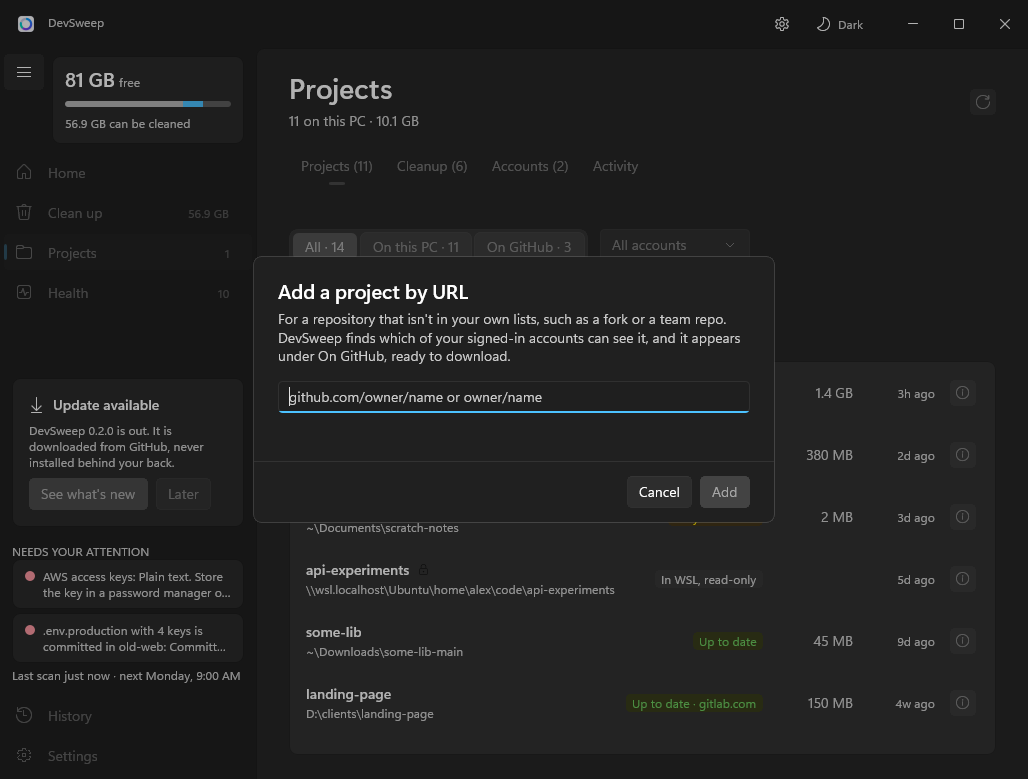 DevSweep
Dark
81 GB free
56.9 GB can be cleaned
Home
Clean up 56.9 GB
Projects 1
Health 10
Update available
DevSweep 0.2.0 is out. It is
downloaded from GitHub, never
installed behind your back.
See what's new Later
NEEDS YOUR ATTENTION
AWS access keys: Plain text. Store
the key in a password manager o...
.env.production with 4 keys is
committed in old-web: Committ...
Last scan just now · next Monday, 9:00 AM
History
Settings
Projects
11 on this PC · 10.1 GB
Projects (11) Cleanup (6) Accounts (2) Activity
All · 14 On this PC · 11 On GitHub · 3 All accounts
Add a project by URL
For a repository that isn't in your own lists, such as a fork or a team repo.
DevSweep finds which of your signed-in accounts can see it, and it appears
under On GitHub, ready to download.
github.com/owner/name or owner/name
Cancel Add
1.4 GB 3h ago
380 MB 2d ago
2 MB 3d ago
~\Documents\scratch-notes
api-experiments
\\wsl.localhost\Ubuntu\home\alex\code\api-experiments
In WSL, read-only 5d ago
some-lib
~\Downloads\some-lib-main
Up to date 45 MB 9d ago
landing-page
D:\clients\landing-page
Up to date · gitlab.com 150 MB 4w ago